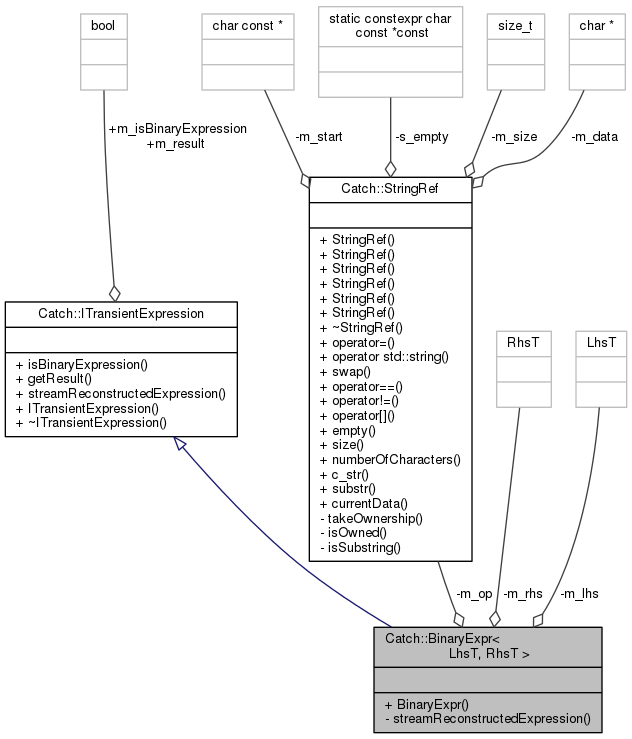 bool
char const *
static constexpr char
const *const
size_t
char *
+m_isBinaryExpression
+m_result
-m_start
-s_empty
-m_size
-m_data
Catch::StringRef
+ StringRef()
+ StringRef()
+ StringRef()
+ StringRef()
+ StringRef()
+ StringRef()
+ ~StringRef()
+ operator=()
+ operator std::string()
+ swap()
+ operator==()
+ operator!=()
+ operator[]()
+ empty()
+ size()
+ numberOfCharacters()
+ c_str()
+ substr()
+ currentData()
- takeOwnership()
- isOwned()
- isSubstring()
Catch::ITransientExpression
+ isBinaryExpression()
+ getResult()
+ streamReconstructedExpression()
+ ITransientExpression()
+ ~ITransientExpression()
RhsT
LhsT
-m_op
-m_rhs
-m_lhs
Catch::BinaryExpr<
LhsT, RhsT >
+ BinaryExpr()
- streamReconstructedExpression()